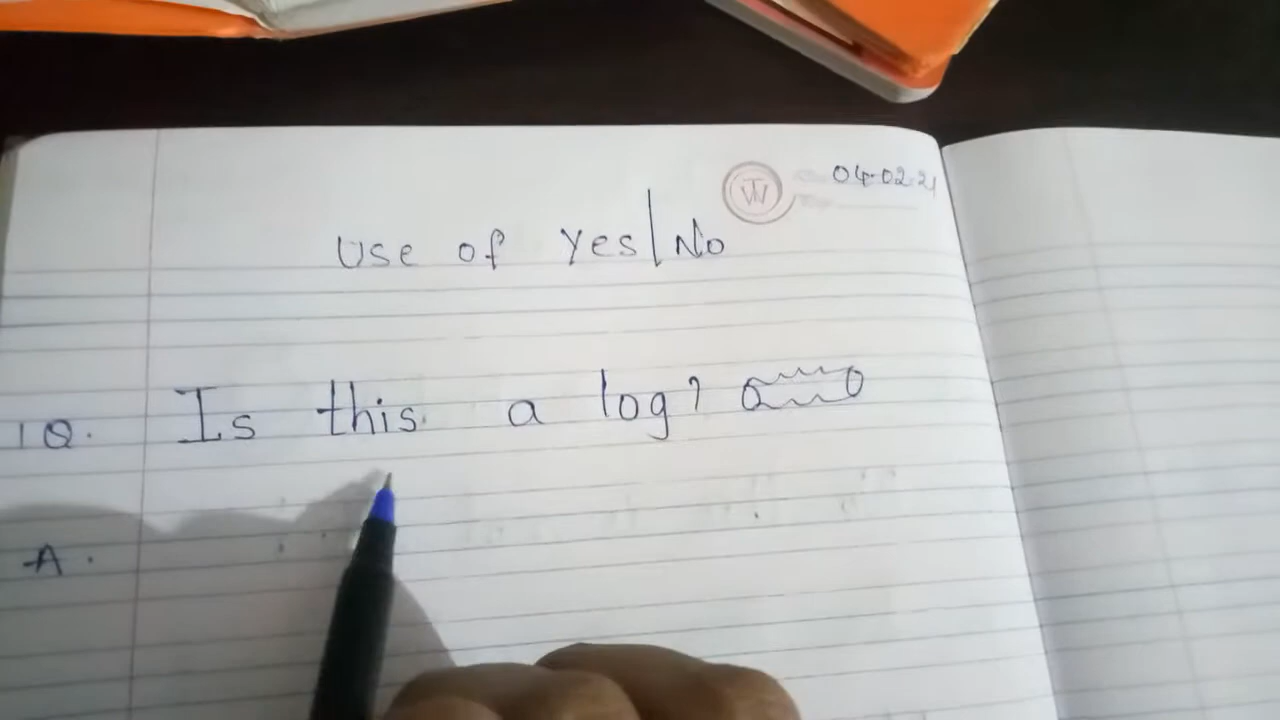 04-02-21
Use of Yes/No
1Q. Is this a log?
A.